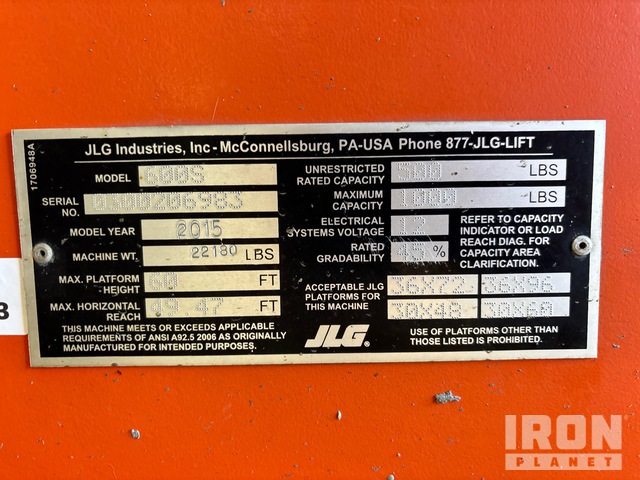 1706948A
JLG Industries, Inc - McConnellsburg, PA-USA Phone 877-JLG-LIFT
MODEL 600S
SERIAL NO. 0300206983
MODEL YEAR 2015
MACHINE WT. 22180 LBS
MAX. PLATFORM HEIGHT 60 FT
MAX. HORIZONTAL REACH 49.47 FT
THIS MACHINE MEETS OR EXCEEDS APPLICABLE
REQUIREMENTS OF ANSI A92.5 2006 AS ORIGINALLY
MANUFACTURED FOR INTENDED PURPOSES.
UNRESTRICTED RATED CAPACITY 500 LBS
MAXIMUM CAPACITY 1000 LBS
ELECTRICAL SYSTEMS VOLTAGE 12
RATED GRADABILITY 45 %
REFER TO CAPACITY
INDICATOR OR LOAD
REACH DIAG. FOR
CAPACITY AREA
CLARIFICATION.
ACCEPTABLE JLG
PLATFORMS FOR
THIS MACHINE
36X72 36X96
30X48 30X60
JLG®
USE OF PLATFORMS OTHER THAN
THOSE LISTED IS PROHIBITED.
3
IRON
PLANET